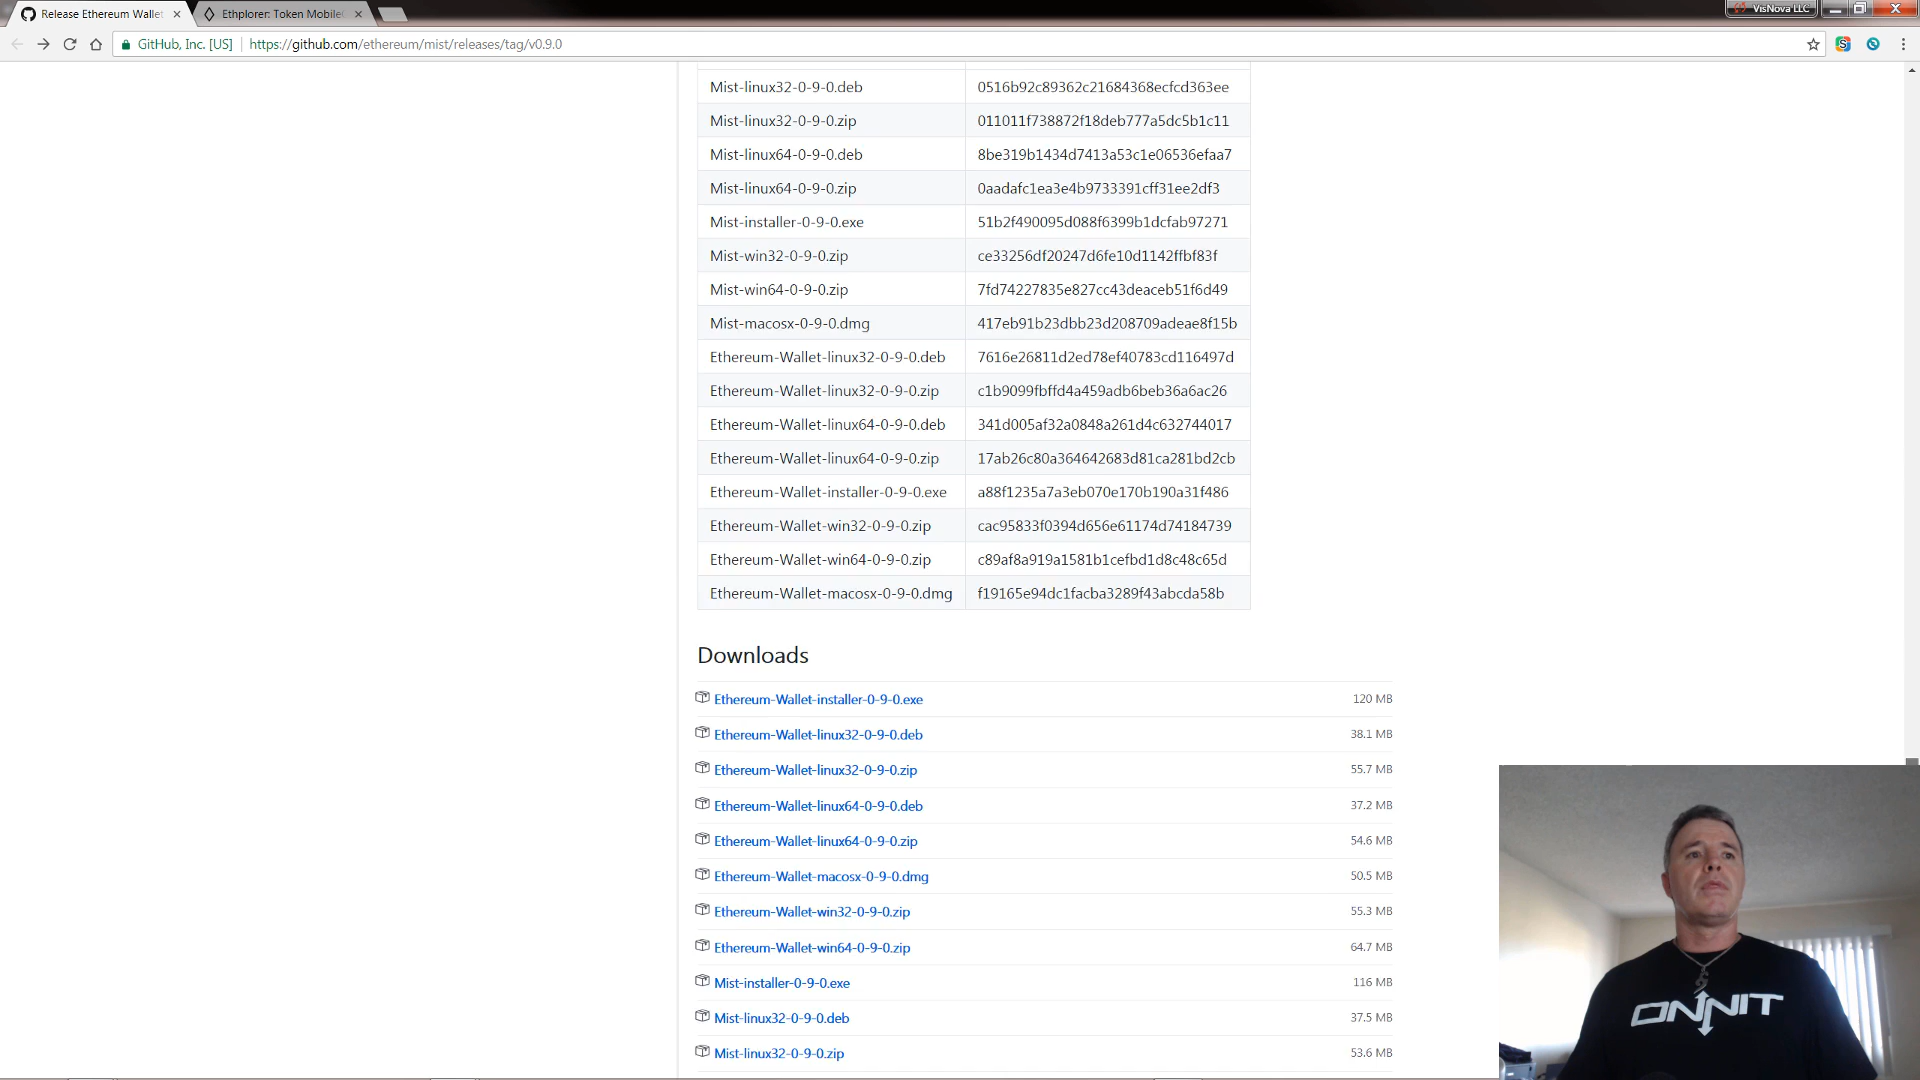 Release Ethereum Wallet
Ethplorer: Token Mobile
VisNova LLC
GitHub, Inc. [US]
https://github.com/ethereum/mist/releases/tag/v0.9.0
Mist-linux32-0-9-0.deb 0516b92c89362c21684368ecfcd363ee
Mist-linux32-0-9-0.zip 011011f738872f18deb777a5dc5b1c11
Mist-linux64-0-9-0.deb 8be319b1434d7413a53c1e06536efaa7
Mist-linux64-0-9-0.zip 0aadafc1ea3e4b9733391cff31ee2df3
Mist-installer-0-9-0.exe 51b2f490095d088f6399b1dcfab97271
Mist-win32-0-9-0.zip ce33256df20247d6fe10d1142ffbf83f
Mist-win64-0-9-0.zip 7fd74227835e827cc43deaceb51f6d49
Mist-macosx-0-9-0.dmg 417eb91b23dbb23d208709adeae8f15b
Ethereum-Wallet-linux32-0-9-0.deb 7616e26811d2ed78ef40783cd116497d
Ethereum-Wallet-linux32-0-9-0.zip c1b9099fbffd4a459adb6beb36a6ac26
Ethereum-Wallet-linux64-0-9-0.deb 341d005af32a0848a261d4c632744017
Ethereum-Wallet-linux64-0-9-0.zip 17ab26c80a364642683d81ca281bd2cb
Ethereum-Wallet-installer-0-9-0.exe a88f1235a7a3eb070e170b190a31f486
Ethereum-Wallet-win32-0-9-0.zip cac95833f0394d656e61174d74184739
Ethereum-Wallet-win64-0-9-0.zip c89af8a919a1581b1cefbd1d8c48c65d
Ethereum-Wallet-macosx-0-9-0.dmg f19165e94dc1facba3289f43abcda58b
Downloads
Ethereum-Wallet-installer-0-9-0.exe 120 MB
Ethereum-Wallet-linux32-0-9-0.deb 38.1 MB
Ethereum-Wallet-linux32-0-9-0.zip 55.7 MB
Ethereum-Wallet-linux64-0-9-0.deb 37.2 MB
Ethereum-Wallet-linux64-0-9-0.zip 54.6 MB
Ethereum-Wallet-macosx-0-9-0.dmg 50.5 MB
Ethereum-Wallet-win32-0-9-0.zip 55.3 MB
Ethereum-Wallet-win64-0-9-0.zip 64.7 MB
Mist-installer-0-9-0.exe 116 MB
Mist-linux32-0-9-0.deb 37.5 MB
Mist-linux32-0-9-0.zip 53.6 MB
ONNIT